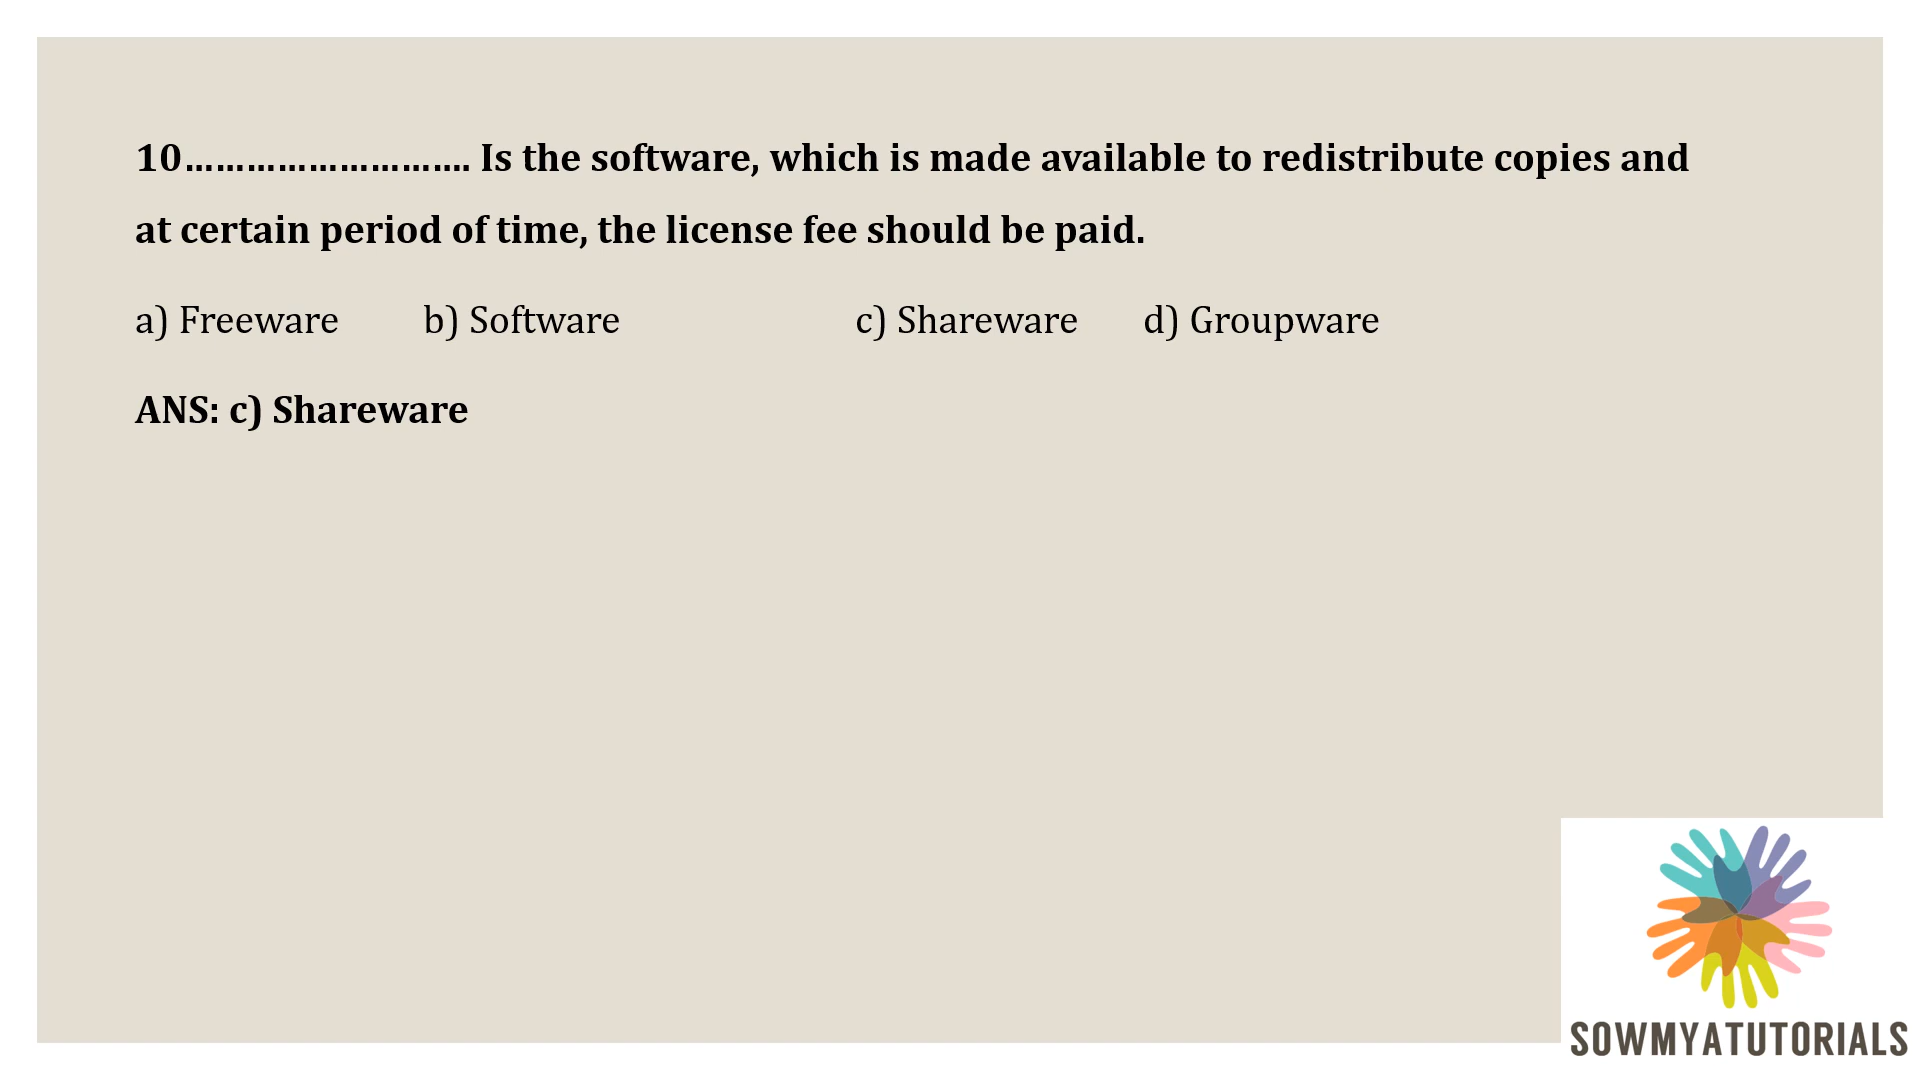 10………………………. Is the software, which is made available to redistribute copies and
at certain period of time, the license fee should be paid.
a) Freeware b) Software c) Shareware d) Groupware
ANS: c) Shareware
SOWMYATUTORIALS